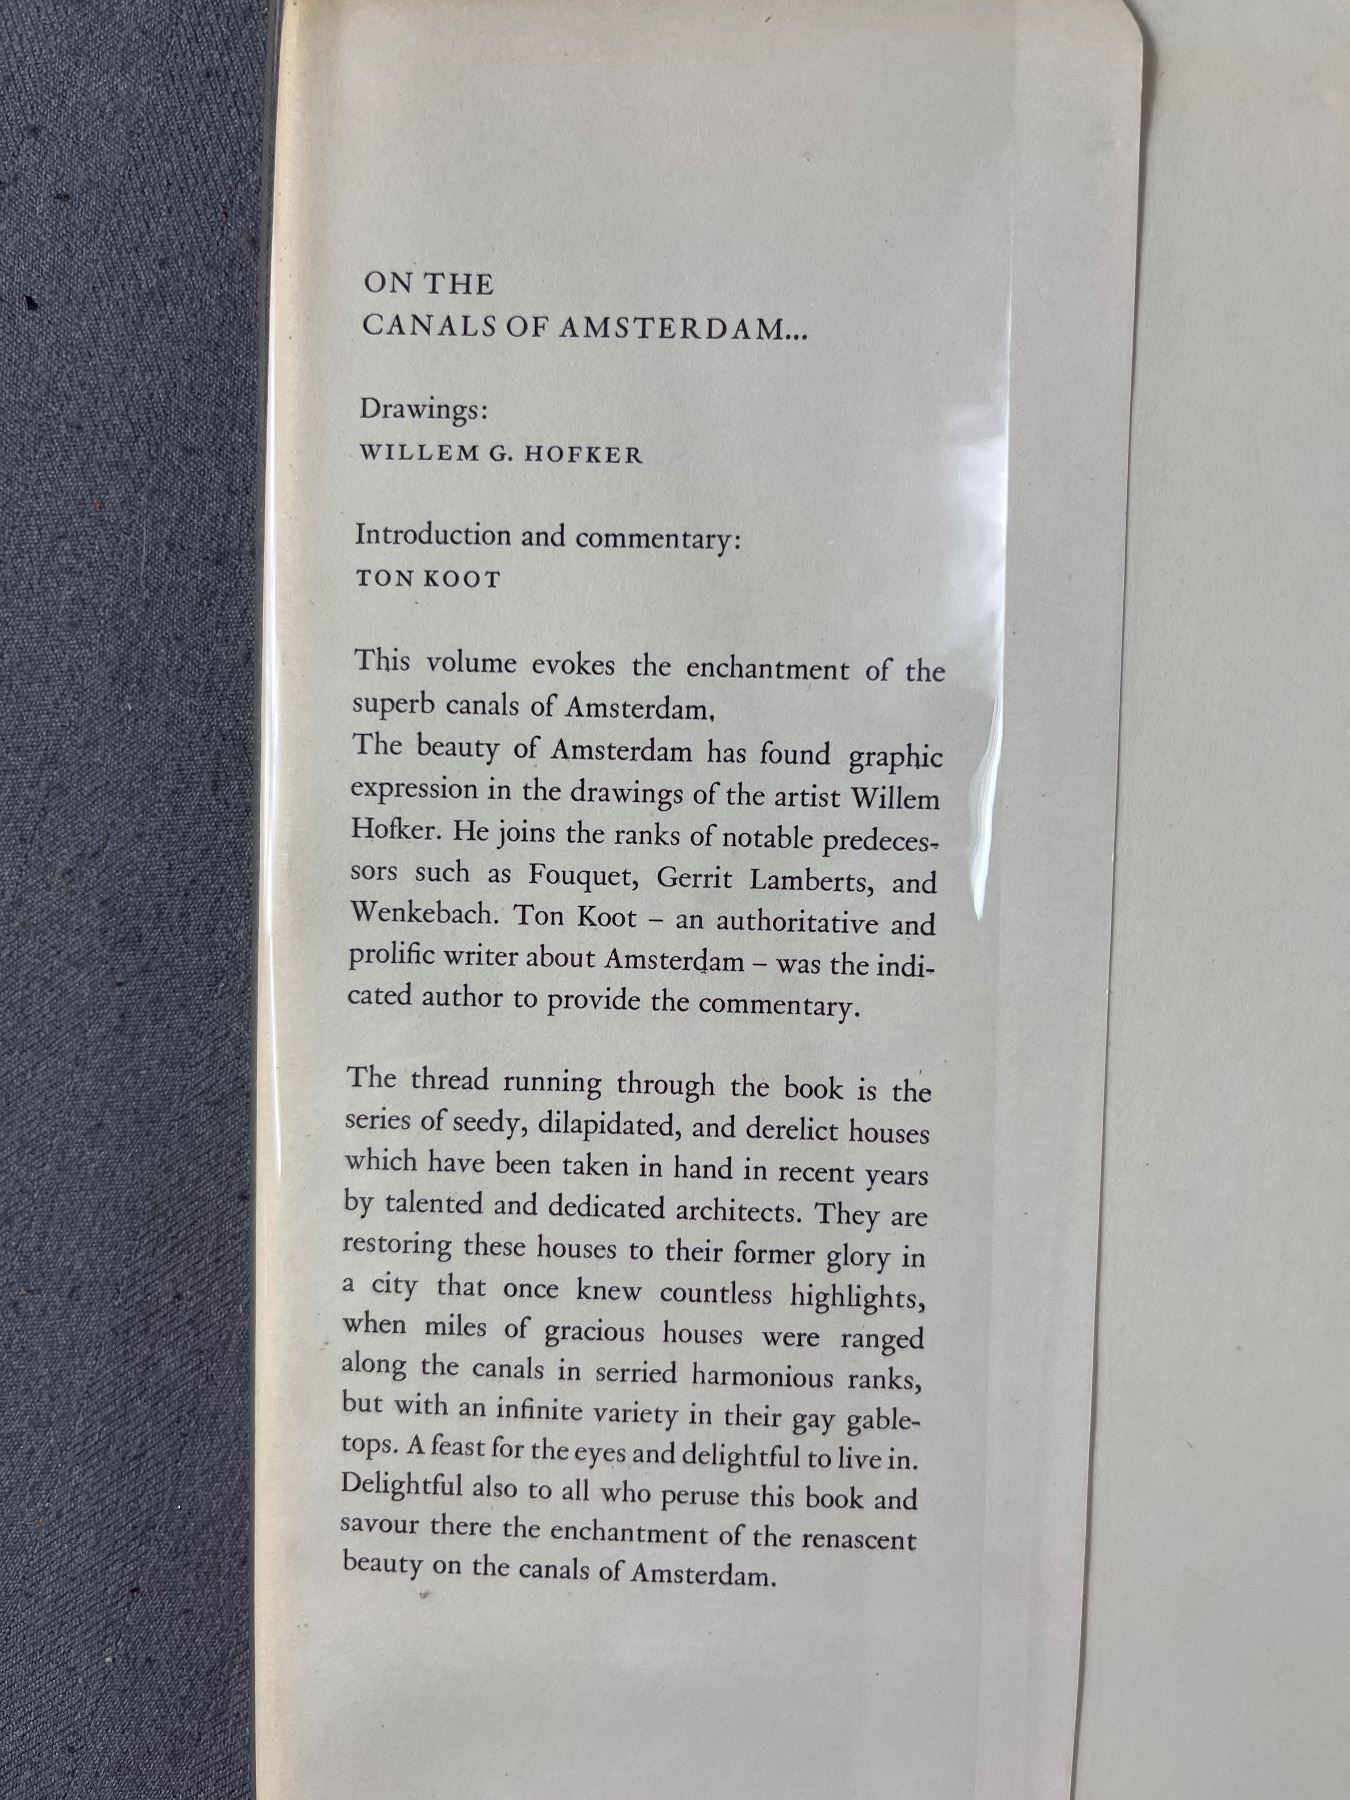 ON THE
CANALS OF AMSTERDAM...
Drawings:
WILLEM G. HOFKER
Introduction and commentary:
TON KOOT
This volume evokes the enchantment of the
superb canals of Amsterdam,
The beauty of Amsterdam has found graphic
expression in the drawings of the artist Willem
Hofker. He joins the ranks of notable predeces-
sors such as Fouquet, Gerrit Lamberts, and
Wenkebach. Ton Koot – an authoritative and
prolific writer about Amsterdam – was the indi-
cated author to provide the commentary.
The thread running through the book is the
series of seedy, dilapidated, and derelict houses
which have been taken in hand in recent years
by talented and dedicated architects. They are
restoring these houses to their former glory in
a city that once knew countless highlights,
when miles of gracious houses were ranged
along the canals in serried harmonious ranks,
but with an infinite variety in their gay gable-
tops. A feast for the eyes and delightful to live in.
Delightful also to all who peruse this book and
savour there the enchantment of the renascent
beauty on the canals of Amsterdam.